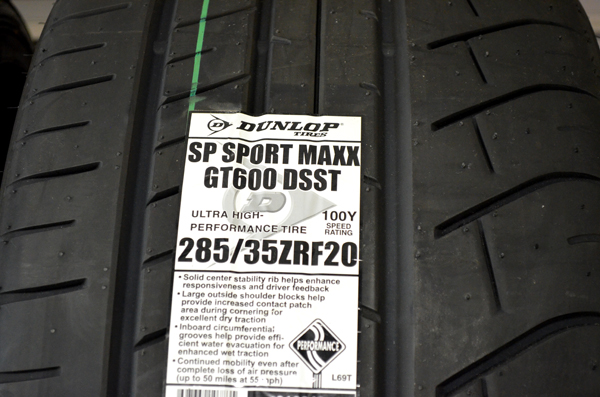 DUNLOP
TIRES
SP SPORT MAXX
GT600 DSST
ULTRA HIGH- 100Y
PERFORMANCE TIRE SPEED RATING
285/35ZRF20
• Solid center stability rib helps enhance
responsiveness and driver feedback
• Large outside shoulder blocks help
provide increased contact patch
area during cornering for
excellent dry traction
• Inboard circumferential
grooves help provide effi-
cient water evacuation for
enhanced wet traction
PERFORMANCE
• Continued mobility even after
complete loss of air pressure
(up to 50 miles at 55 mph)
L69T